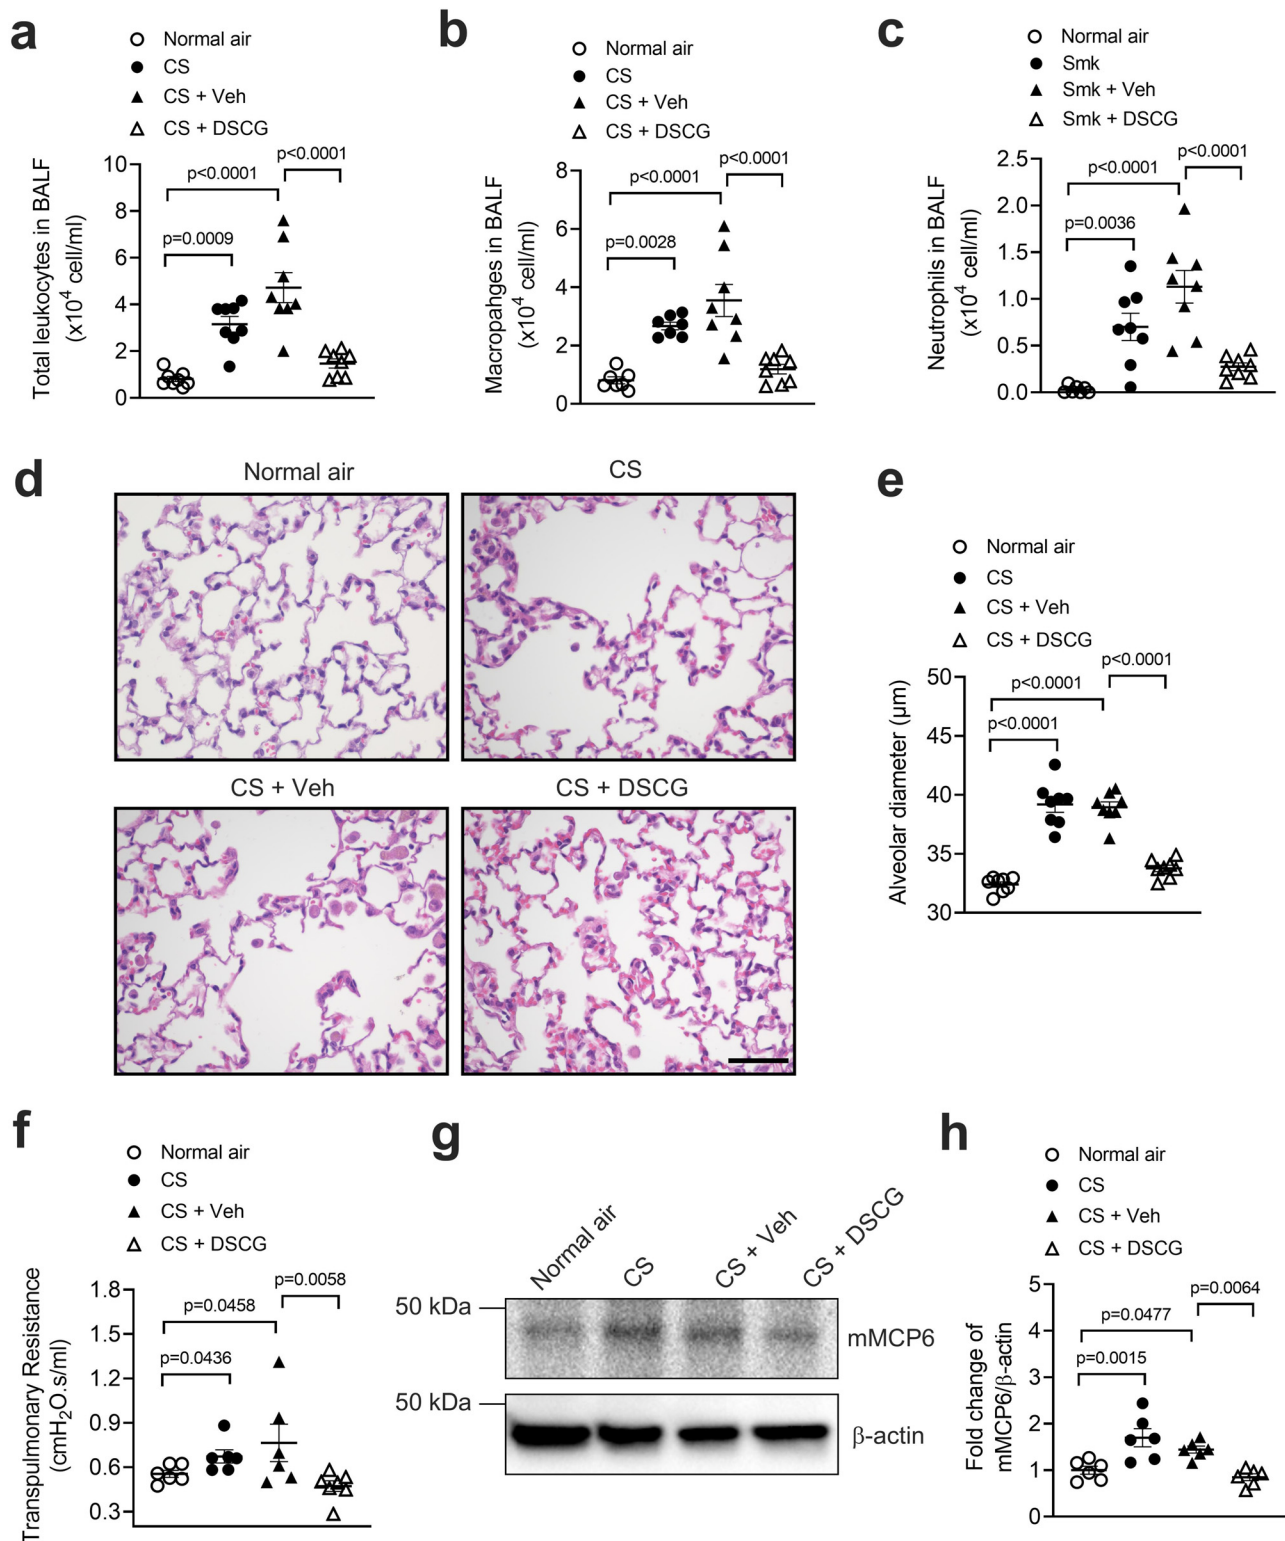 a
Normal air
CS
CS + Veh
CS + DSCG
p<0.0001
p<0.0001
p=0.0009
Total leukocytes in BALF
(x10⁴ cell/ml)
10
8
6
4
2
0
b
Normal air
CS
CS + Veh
CS + DSCG
p<0.0001
p<0.0001
p=0.0028
Macropahges in BALF
(x10⁴ cell/ml)
8
6
4
2
0
c
Normal air
Smk
Smk + Veh
Smk + DSCG
p<0.0001
p<0.0001
p=0.0036
Neutrophils in BALF
(x10⁴ cell/ml)
2.5
2.0
1.5
1.0
0.5
0.0
d
Normal air
CS
CS + Veh
CS + DSCG
e
Normal air
CS
CS + Veh
CS + DSCG
p<0.0001
p<0.0001
p<0.0001
Alveolar diameter (μm)
50
45
40
35
30
f
Normal air
CS
CS + Veh
CS + DSCG
p=0.0058
p=0.0458
p=0.0436
Transpulmonary Resistance
(cmH₂O.s/ml)
1.8
1.5
1.2
0.9
0.6
0.3
g
Normal air
CS
CS + Veh
CS + DSCG
50 kDa
mMCP6
50 kDa
β-actin
h
Normal air
CS
CS + Veh
CS + DSCG
p=0.0064
p=0.0477
p=0.0015
Fold change of
mMCP6/β-actin
5
4
3
2
1
0